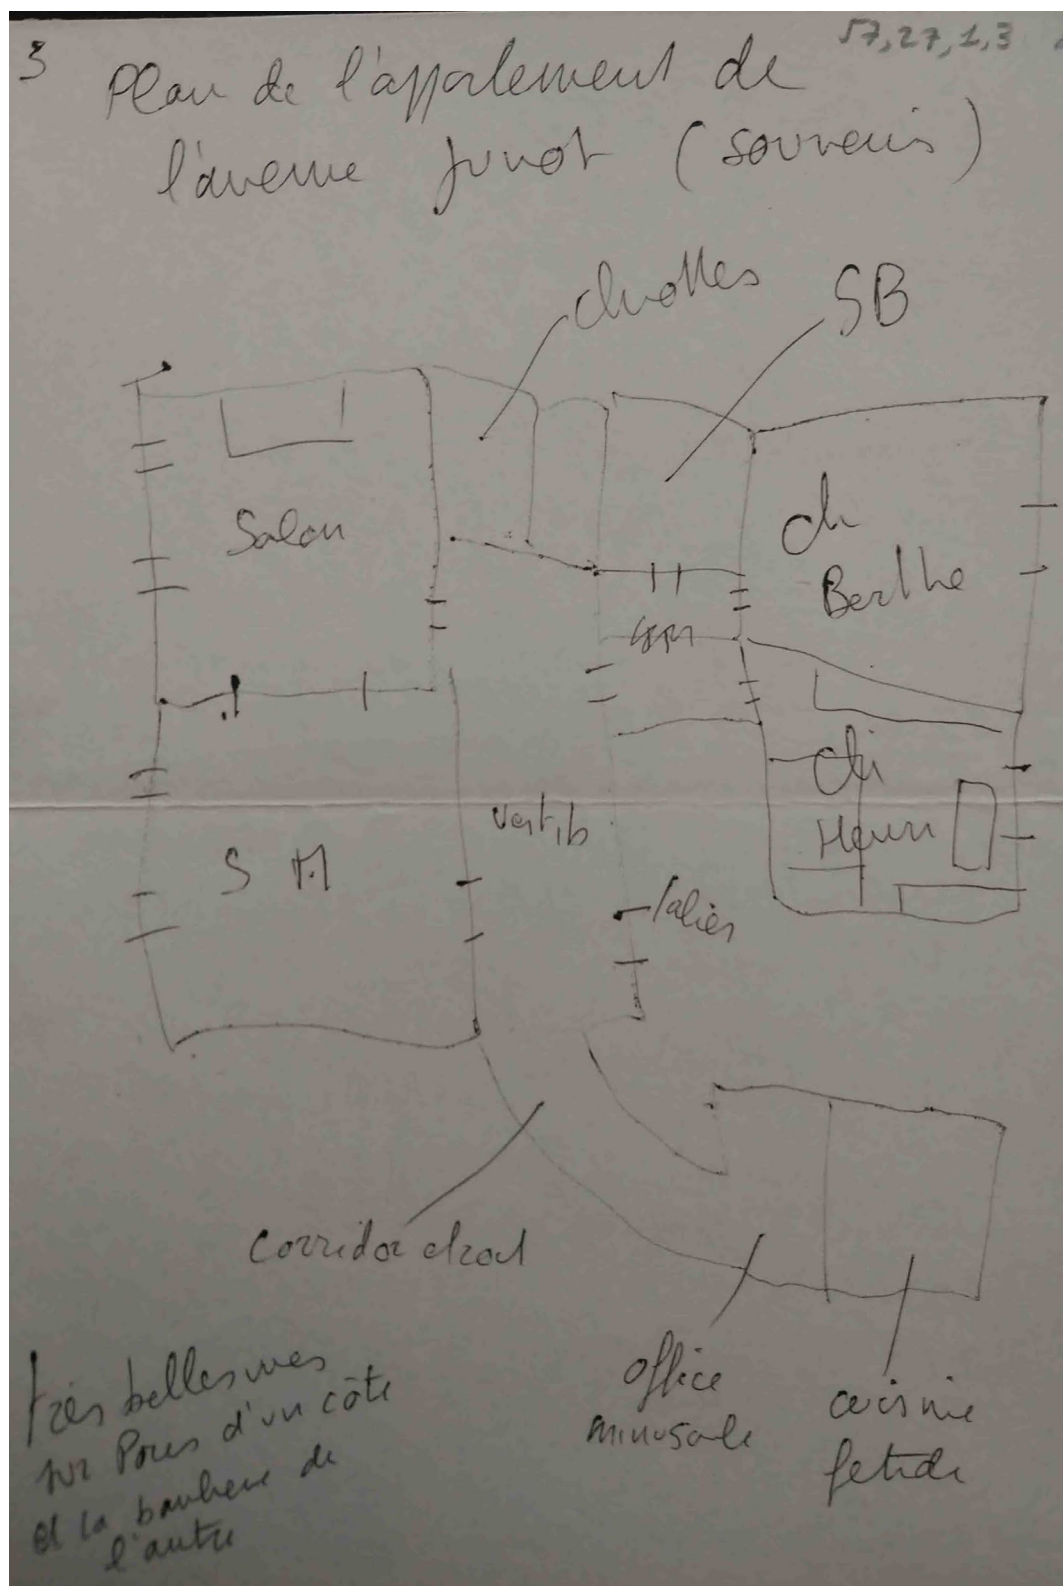 3
57,27,1,3
Plan de l'appartement de
l'avenue Junot (souvenirs)
chiottes
SB
Salon
ch
Berthe
ch
Henri
S M
vestib
palier
corridor étroit
office
minuscule
cuisine
fétide
très belles vues
sur Paris d'un côté
et la banlieue de
l'autre